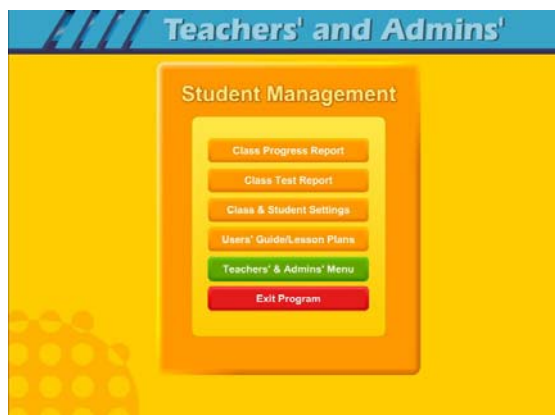 Teachers' and Admins'
Student Management
Class Progress Report
Class Test Report
Class & Student Settings
Users' Guide/Lesson Plans
Teachers' & Admins' Menu
Exit Program